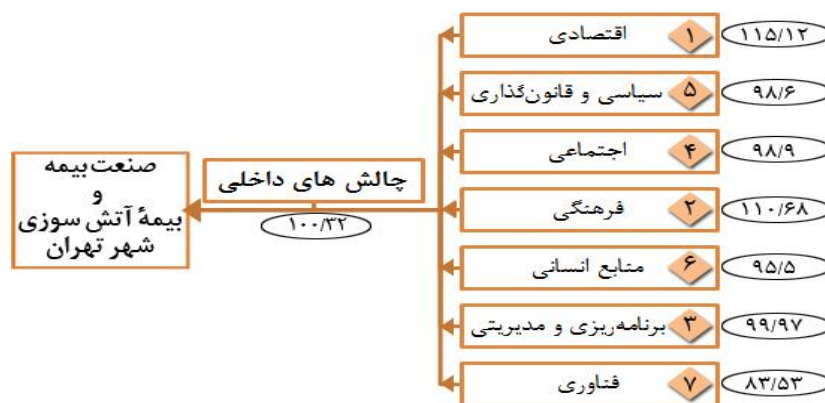 اقتصادی ۱ ۱۱۵/۱۲
سیاسی و قانون‌گذاری ۵ ۹۸/۶
اجتماعی ۴ ۹۸/۹
فرهنگی ۲ ۱۱۰/۶۸
منابع انسانی ۶ ۹۵/۵
برنامه‌ریزی و مدیریتی ۳ ۹۹/۹۷
فناوری ۷ ۸۳/۵۳
چالش های داخلی
۱۰۰/۳۲
صنعت بیمه
و
بیمهٔ آتش سوزی
شهر تهران